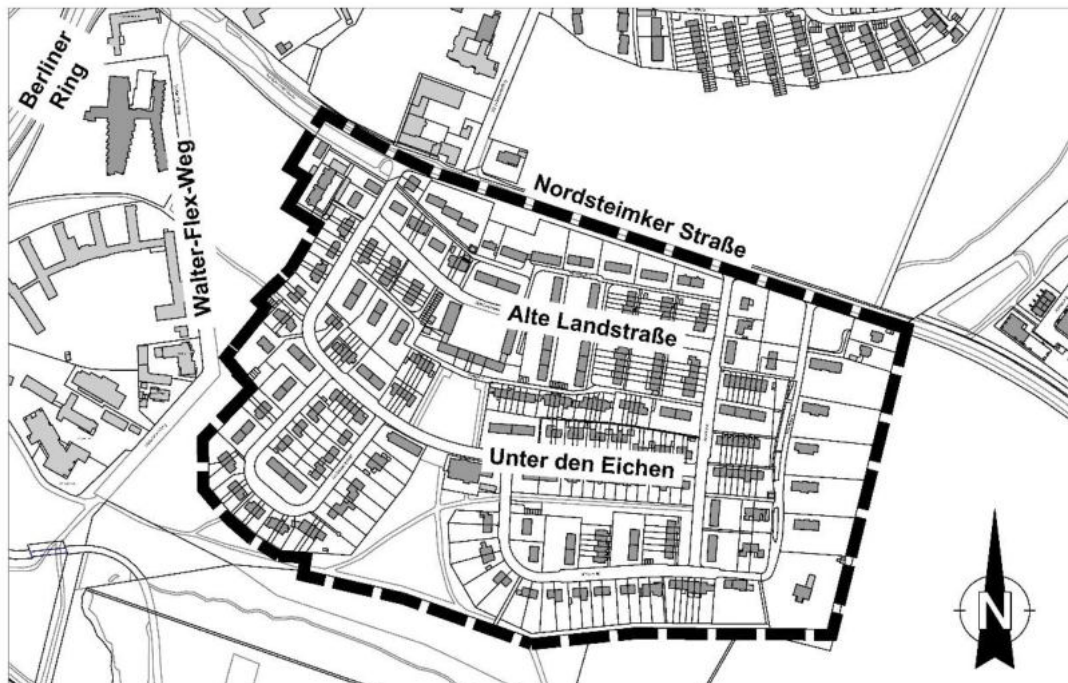 Berliner
Ring
Walter-Flex-Weg
Nordsteimker Straße
Alte Landstraße
Unter den Eichen
N